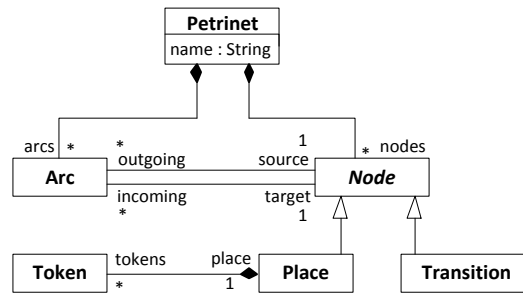 Petrinet
name : String
arcs * * 1 * nodes
outgoing source
Arc Node
incoming target
* 1
tokens place
Token Place Transition
* 1